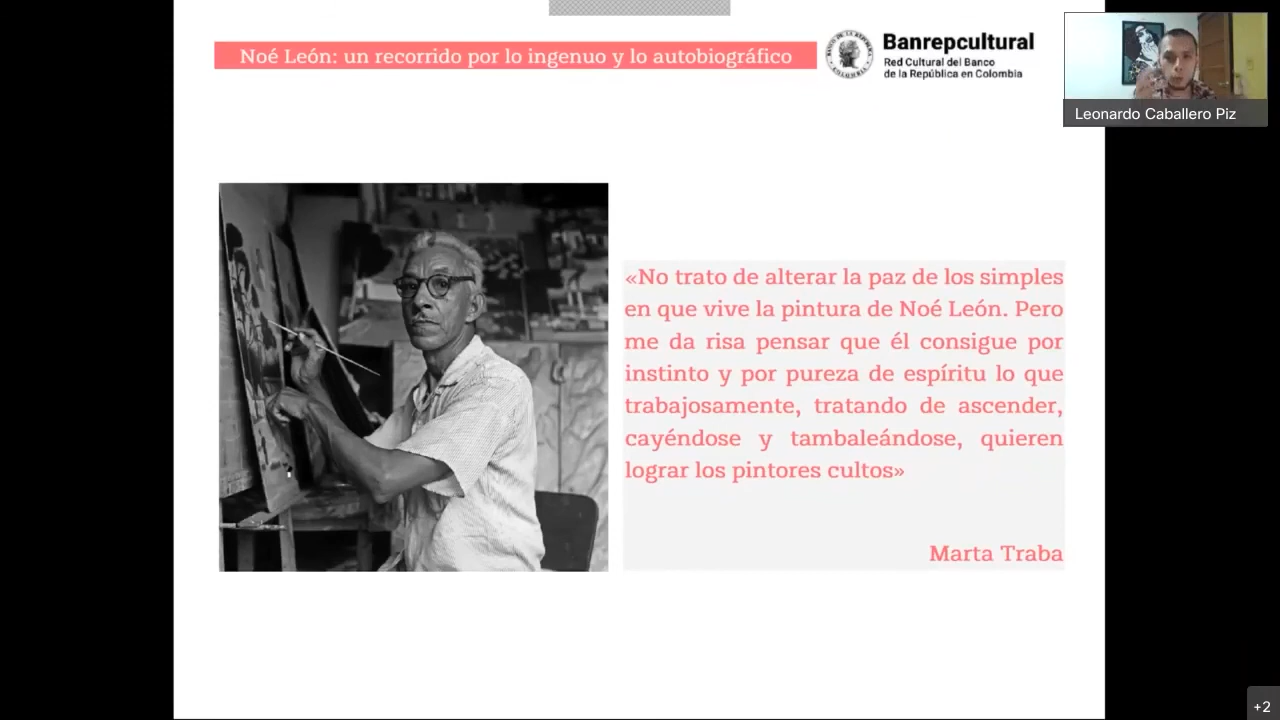 Noé León: un recorrido por lo ingenuo y lo autobiográfico
Banrepcultural
Red Cultural del Banco
de la República en Colombia
Leonardo Caballero Piz
«No trato de alterar la paz de los simples
en que vive la pintura de Noé León. Pero
me da risa pensar que él consigue por
instinto y por pureza de espíritu lo que
trabajosamente, tratando de ascender,
cayéndose y tambaleándose, quieren
lograr los pintores cultos»
Marta Traba
+2